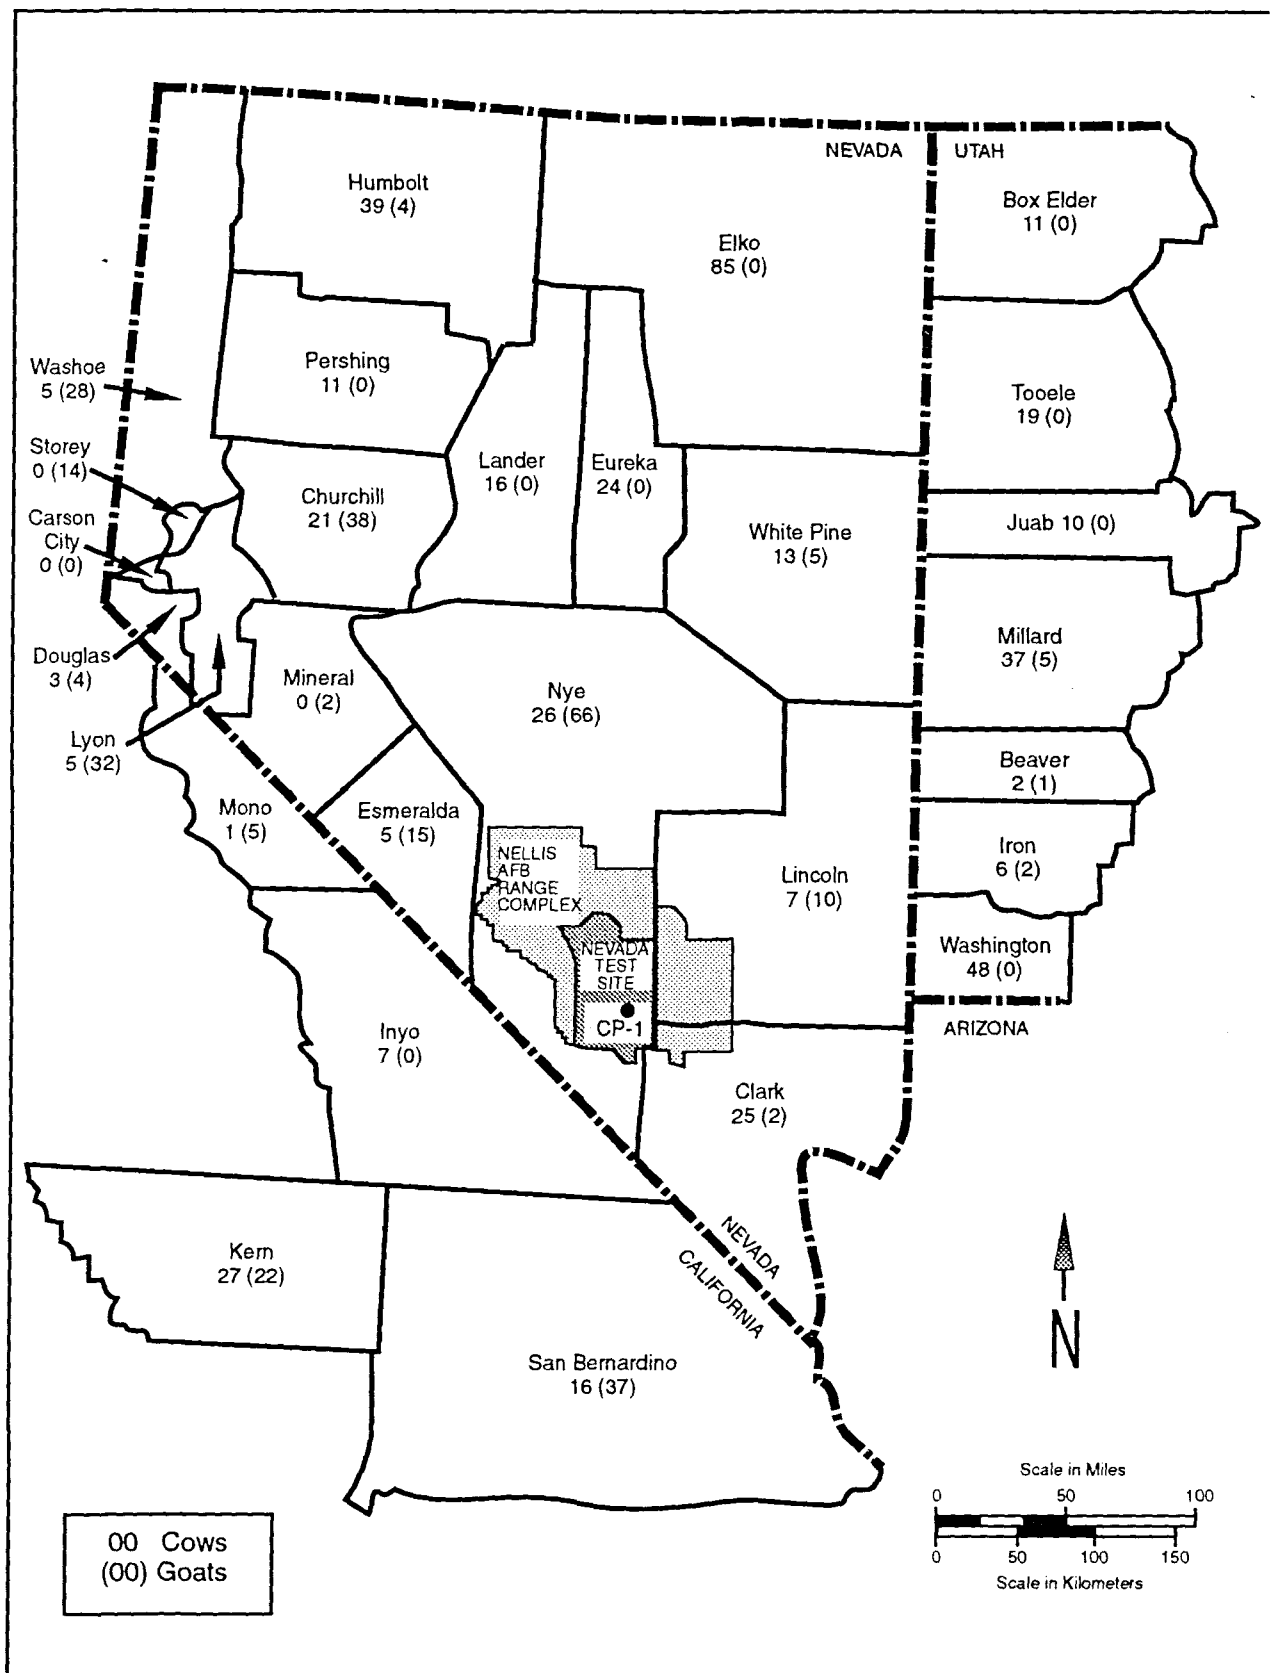 NEVADA
UTAH
Humbolt
39 (4)
Box Elder
11 (0)
Elko
85 (0)
Washoe
5 (28)
Pershing
11 (0)
Tooele
19 (0)
Storey
0 (14)
Lander
16 (0)
Eureka
24 (0)
Churchill
21 (38)
Carson
City
0 (0)
White Pine
13 (5)
Juab 10 (0)
Douglas
3 (4)
Mineral
0 (2)
Nye
26 (66)
Millard
37 (5)
Lyon
5 (32)
Beaver
2 (1)
Mono
1 (5)
Esmeralda
5 (15)
NELLIS
AFB
RANGE
COMPLEX
Lincoln
7 (10)
Iron
6 (2)
NEVADA
TEST
SITE
CP-1
Washington
48 (0)
ARIZONA
Inyo
7 (0)
Clark
25 (2)
Kern
27 (22)
NEVADA
CALIFORNIA
San Bernardino
16 (37)
N
00 Cows
(00) Goats
Scale in Miles
0 50 100
0 50 100 150
Scale in Kilometers